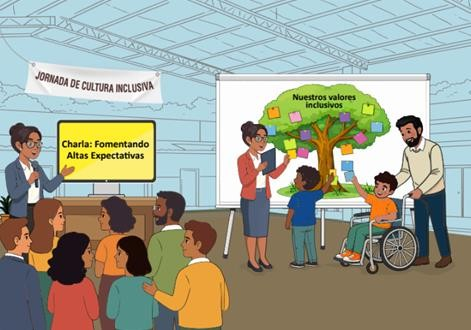 JORNADA DE CULTURA INCLUSIVA
Charla: Fomentando
Altas Expectativas
Nuestros valores
inclusivos